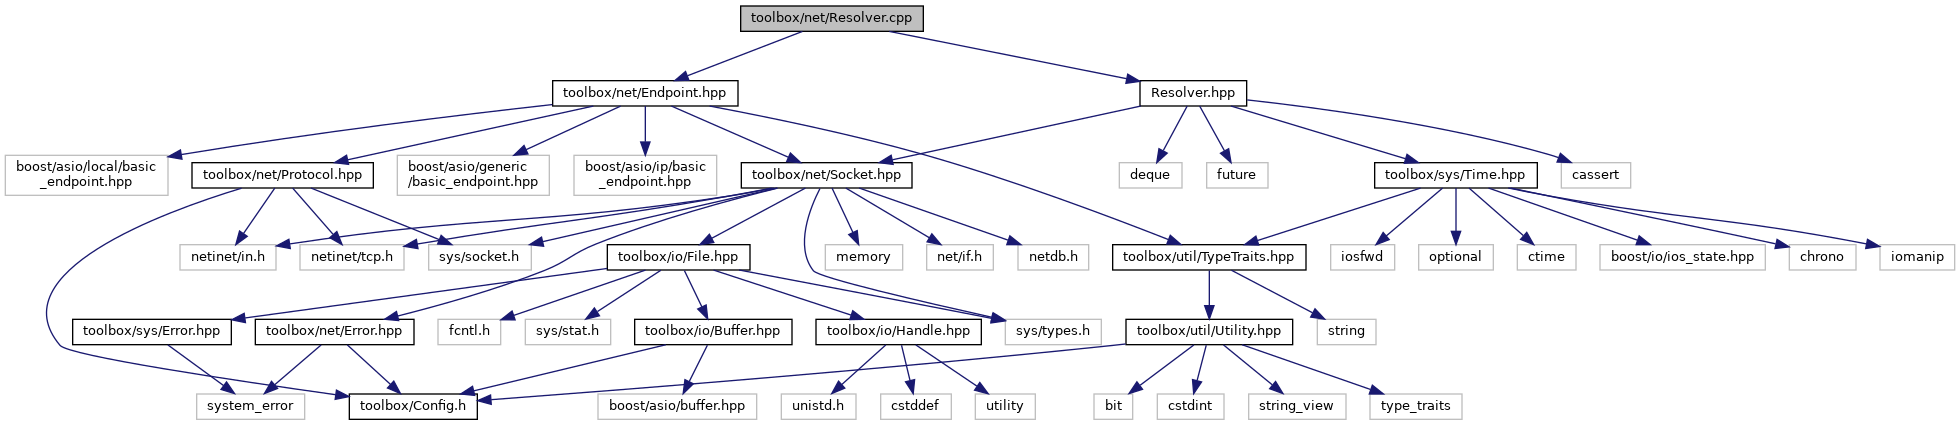 toolbox/net/Resolver.cpp
toolbox/net/Endpoint.hpp
Resolver.hpp
boost/asio/local/basic
_endpoint.hpp
toolbox/net/Protocol.hpp
boost/asio/generic
/basic_endpoint.hpp
boost/asio/ip/basic
_endpoint.hpp
toolbox/net/Socket.hpp
deque
future
toolbox/sys/Time.hpp
cassert
netinet/in.h
netinet/tcp.h
sys/socket.h
toolbox/io/File.hpp
memory
net/if.h
netdb.h
toolbox/util/TypeTraits.hpp
iosfwd
optional
ctime
boost/io/ios_state.hpp
chrono
iomanip
toolbox/sys/Error.hpp
toolbox/net/Error.hpp
fcntl.h
sys/stat.h
toolbox/io/Buffer.hpp
toolbox/io/Handle.hpp
sys/types.h
toolbox/util/Utility.hpp
string
system_error
toolbox/Config.h
boost/asio/buffer.hpp
unistd.h
cstddef
utility
bit
cstdint
string_view
type_traits